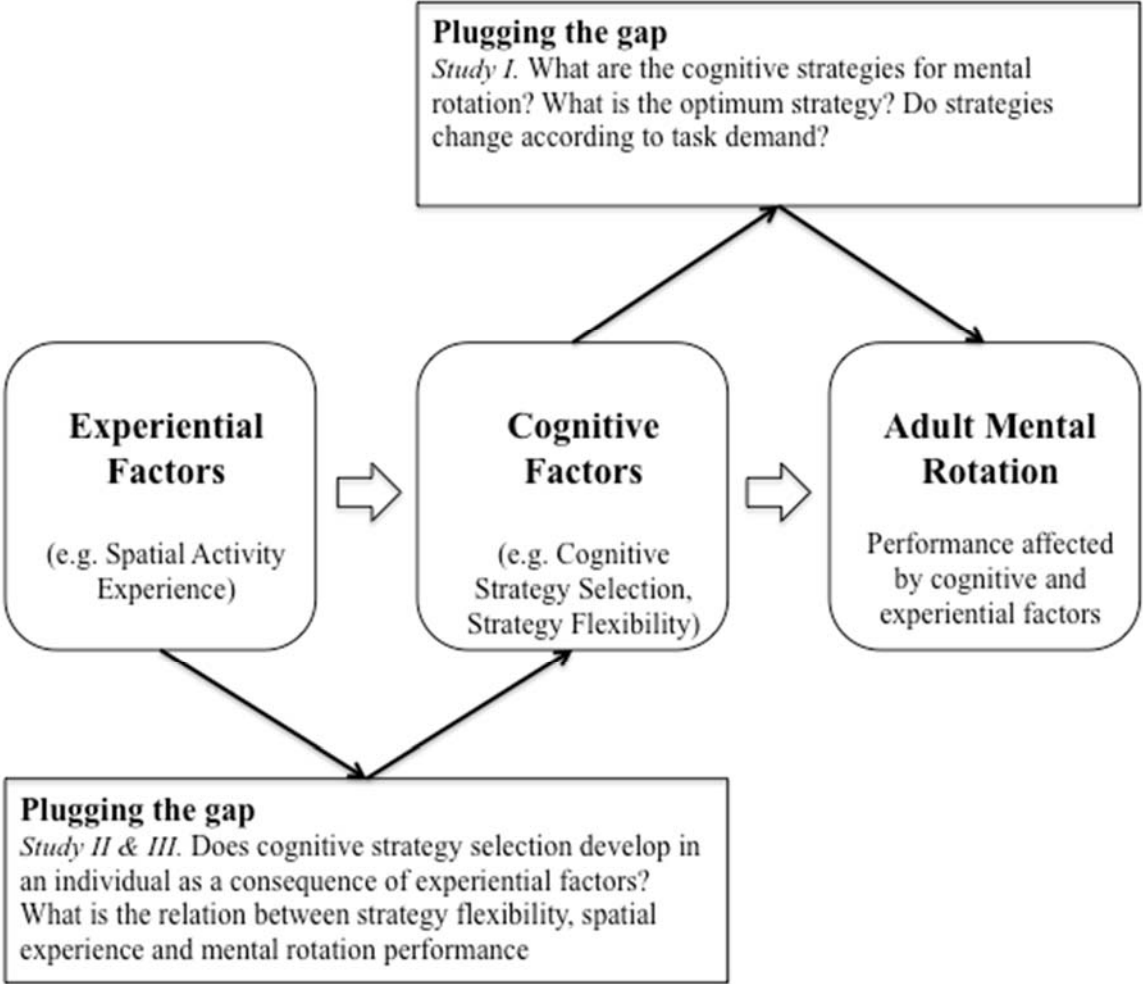 Plugging the gap
Study I. What are the cognitive strategies for mental
rotation? What is the optimum strategy? Do strategies
change according to task demand?
Experiential
Factors
(e.g. Spatial Activity
Experience)
Cognitive
Factors
(e.g. Cognitive
Strategy Selection,
Strategy Flexibility)
Adult Mental
Rotation
Performance affected
by cognitive and
experiential factors
Plugging the gap
Study II & III. Does cognitive strategy selection develop in
an individual as a consequence of experiential factors?
What is the relation between strategy flexibility, spatial
experience and mental rotation performance